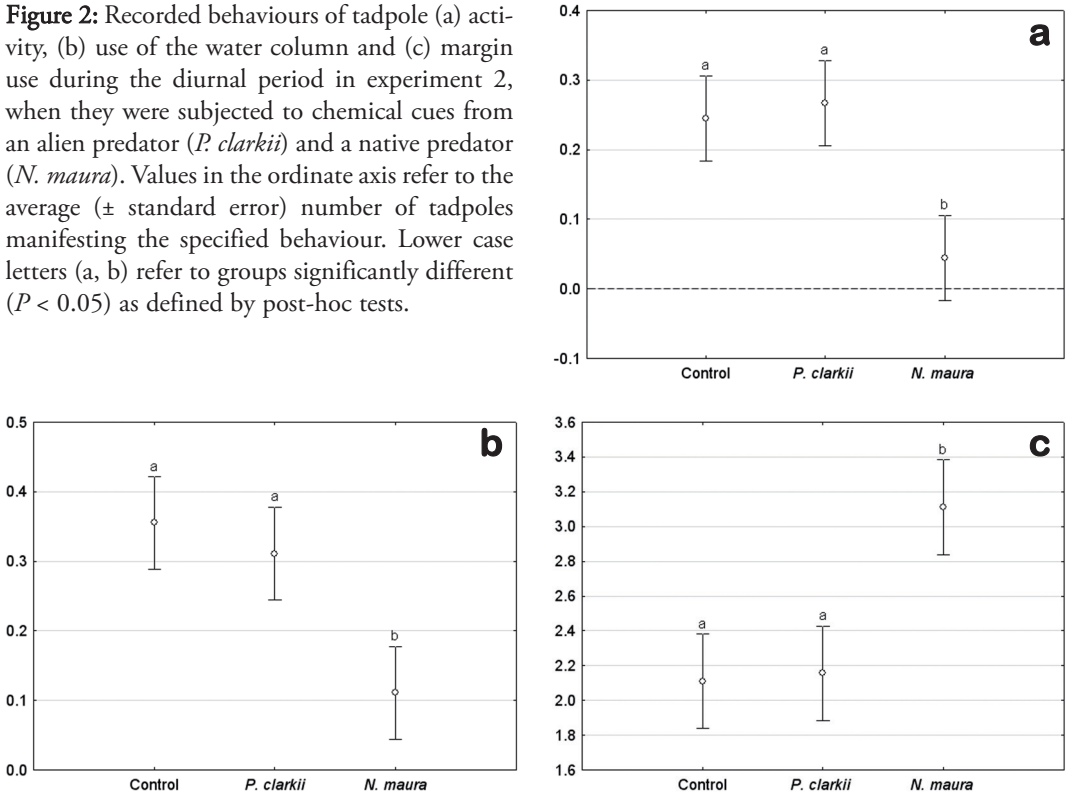 Figure 2: Recorded behaviours of tadpole (a) acti-
vity, (b) use of the water column and (c) margin
use during the diurnal period in experiment 2,
when they were subjected to chemical cues from
an alien predator (P. clarkii) and a native predator
(N. maura). Values in the ordinate axis refer to the
average (± standard error) number of tadpoles
manifesting the specified behaviour. Lower case
letters (a, b) refer to groups significantly different
(P < 0.05) as defined by post-hoc tests.
a
0.4
0.3
0.2
0.1
0.0
-0.1
a
a
b
Control P. clarkii N. maura
b
0.5
0.4
0.3
0.2
0.1
0.0
a
a
b
Control P. clarkii N. maura
c
3.6
3.4
3.2
3.0
2.8
2.6
2.4
2.2
2.0
1.8
1.6
a
a
b
Control P. clarkii N. maura